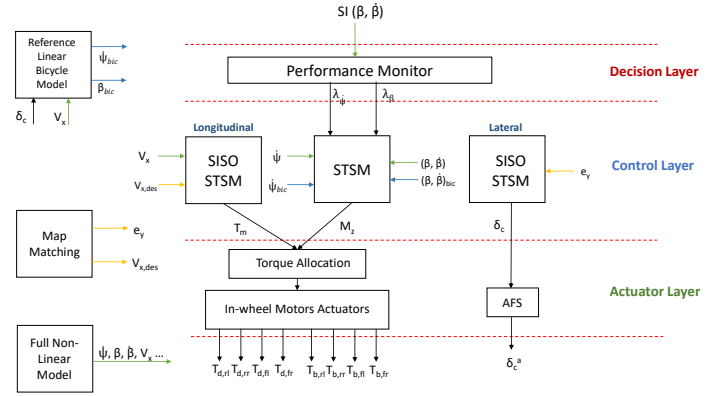 SI (β, β̇)
Reference
Linear
Bicycle
Model
ψ̇bic
βbic
δc
Vx
Performance Monitor
Decision Layer
λψ̇
λβ
Longitudinal
Lateral
Vx
Vx,des
SISO
STSM
ψ̇
ψ̇bic
STSM
(β, β̇)
(β, β̇)bic
SISO
STSM
ey
Control Layer
Tm
Mz
δc
Map
Matching
ey
Vx,des
Torque Allocation
In-wheel Motors Actuators
AFS
Actuator Layer
Full Non-
Linear
Model
ψ̇, β, β̇, Vx ...
Td,rl
Td,rr
Td,fl
Td,fr
Tb,rl
Tb,rr
Tb,fl
Tb,fr
δcᵃ